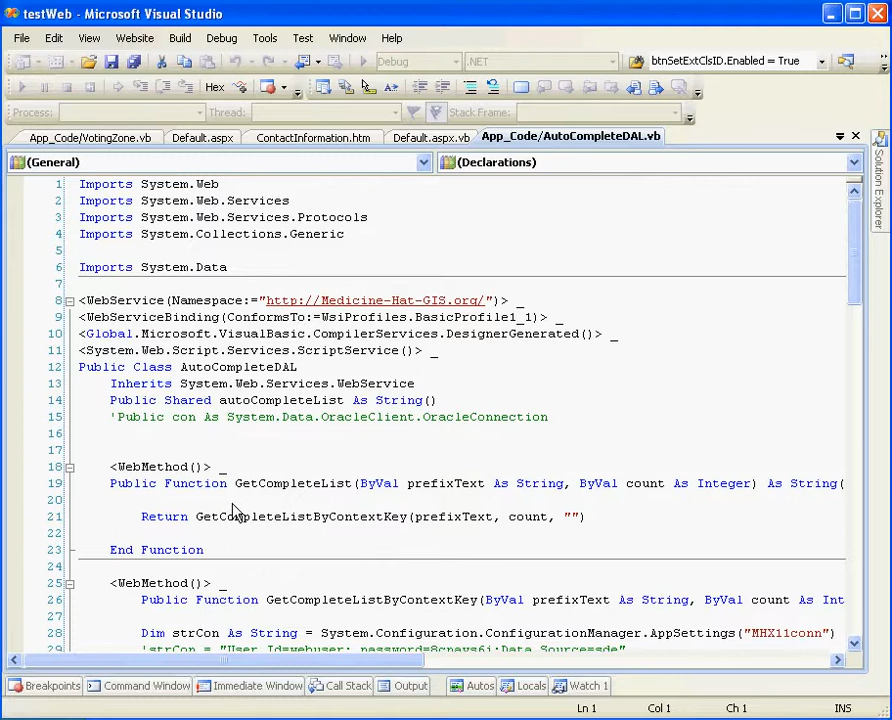 testWeb - Microsoft Visual Studio
File Edit View Website Build Debug Tools Test Window Help
Debug .NET btnSetExtClsID.Enabled = True
Hex
Process: Thread: Stack Frame:
App_Code/VotingZone.vb Default.aspx ContactInformation.htm Default.aspx.vb App_Code/AutoCompleteDAL.vb
(General) (Declarations)
Solution Explorer
1 Imports System.Web
2 Imports System.Web.Services
3 Imports System.Web.Services.Protocols
4 Imports System.Collections.Generic
5
6 Imports System.Data
7
8 <WebService(Namespace:="http://Medicine-Hat-GIS.org/")> _
9 <WebServiceBinding(ConformsTo:=WsiProfiles.BasicProfile1_1)> _
10 <Global.Microsoft.VisualBasic.CompilerServices.DesignerGenerated()> _
11 <System.Web.Script.Services.ScriptService()> _
12 Public Class AutoCompleteDAL
13 Inherits System.Web.Services.WebService
14 Public Shared autoCompleteList As String()
15 'Public con As System.Data.OracleClient.OracleConnection
16
17
18 <WebMethod()> _
19 Public Function GetCompleteList(ByVal prefixText As String, ByVal count As Integer) As String(
20
21 Return GetCompleteListByContextKey(prefixText, count, "")
22
23 End Function
24
25 <WebMethod()> _
26 Public Function GetCompleteListByContextKey(ByVal prefixText As String, ByVal count As Int
27
28 Dim strCon As String = System.Configuration.ConfigurationManager.AppSettings("MHX11conn")
29 'strCon = "User Id=webuser; password=8cpays6i;Data Source=sde"
Breakpoints Command Window Immediate Window Call Stack Output Autos Locals Watch 1
Ln 1 Col 1 Ch 1 INS